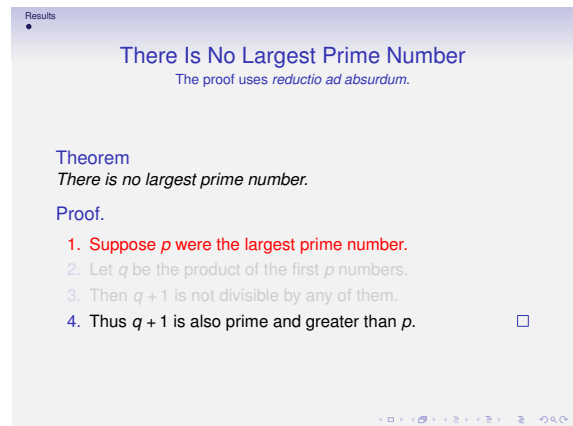 Results
There Is No Largest Prime Number
The proof uses reductio ad absurdum.
Theorem
There is no largest prime number.
Proof.
1. Suppose p were the largest prime number.
2. Let q be the product of the first p numbers.
3. Then q + 1 is not divisible by any of them.
4. Thus q + 1 is also prime and greater than p. □